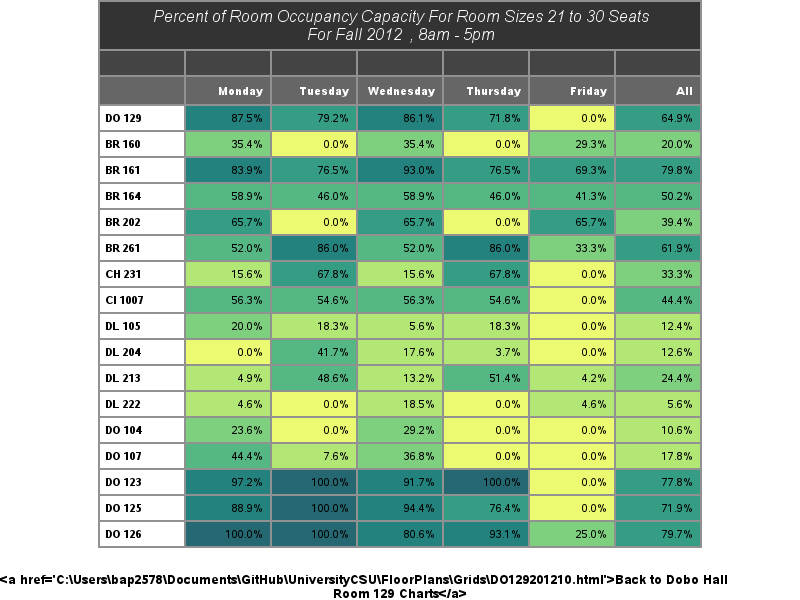 Percent of Room Occupancy Capacity For Room Sizes 21 to 30 Seats
For Fall 2012 , 8am - 5pm
Monday Tuesday Wednesday Thursday Friday All
DO 129 87.5% 79.2% 86.1% 71.8% 0.0% 64.9%
BR 160 35.4% 0.0% 35.4% 0.0% 29.3% 20.0%
BR 161 83.9% 76.5% 93.0% 76.5% 69.3% 79.8%
BR 164 58.9% 46.0% 58.9% 46.0% 41.3% 50.2%
BR 202 65.7% 0.0% 65.7% 0.0% 65.7% 39.4%
BR 261 52.0% 86.0% 52.0% 86.0% 33.3% 61.9%
CH 231 15.6% 67.8% 15.6% 67.8% 0.0% 33.3%
CI 1007 56.3% 54.6% 56.3% 54.6% 0.0% 44.4%
DL 105 20.0% 18.3% 5.6% 18.3% 0.0% 12.4%
DL 204 0.0% 41.7% 17.6% 3.7% 0.0% 12.6%
DL 213 4.9% 48.6% 13.2% 51.4% 4.2% 24.4%
DL 222 4.6% 0.0% 18.5% 0.0% 4.6% 5.6%
DO 104 23.6% 0.0% 29.2% 0.0% 0.0% 10.6%
DO 107 44.4% 7.6% 36.8% 0.0% 0.0% 17.8%
DO 123 97.2% 100.0% 91.7% 100.0% 0.0% 77.8%
DO 125 88.9% 100.0% 94.4% 76.4% 0.0% 71.9%
DO 126 100.0% 100.0% 80.6% 93.1% 25.0% 79.7%
<a href='C:\Users\bap2578\Documents\GitHub\UniversityCSU\FloorPlans\Grids\DO129201210.html'>Back to Dobo Hall
Room 129 Charts</a>